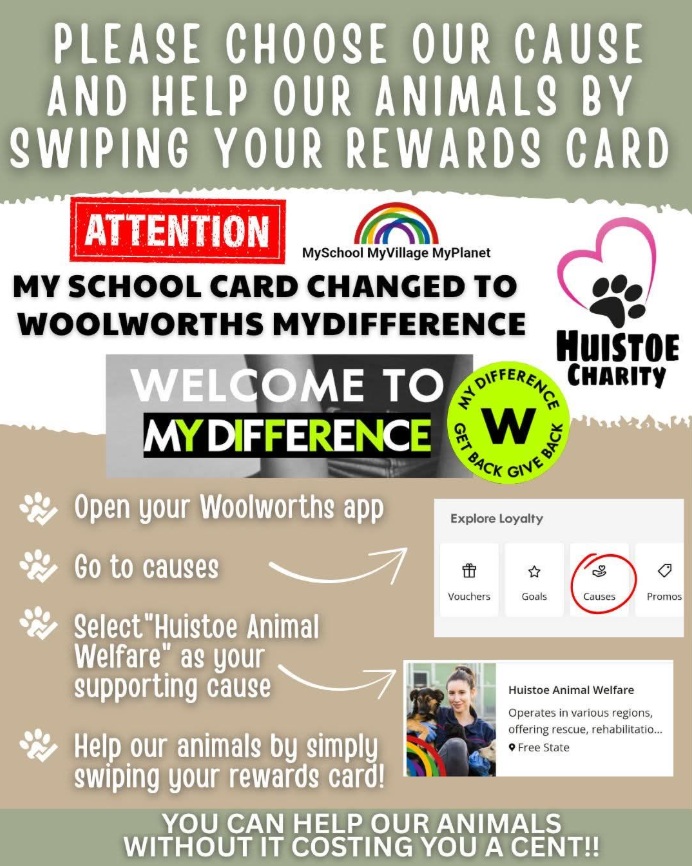 PLEASE CHOOSE OUR CAUSE
AND HELP OUR ANIMALS BY
SWIPING YOUR REWARDS CARD
ATTENTION
MySchool MyVillage MyPlanet
MY SCHOOL CARD CHANGED TO
WOOLWORTHS MYDIFFERENCE
HUISTOE
CHARITY
WELCOME TO
MY DIFFERENCE
MY DIFFERENCE
W
GET BACK GIVE BACK
Open your Woolworths app
Go to causes
Select "Huistoe Animal
Welfare" as your
supporting cause
Help our animals by simply
swiping your rewards card!
Explore Loyalty
Vouchers
Goals
Causes
Promos
Huistoe Animal Welfare
Operates in various regions,
offering rescue, rehabilitatio...
Free State
YOU CAN HELP OUR ANIMALS
WITHOUT IT COSTING YOU A CENT!!